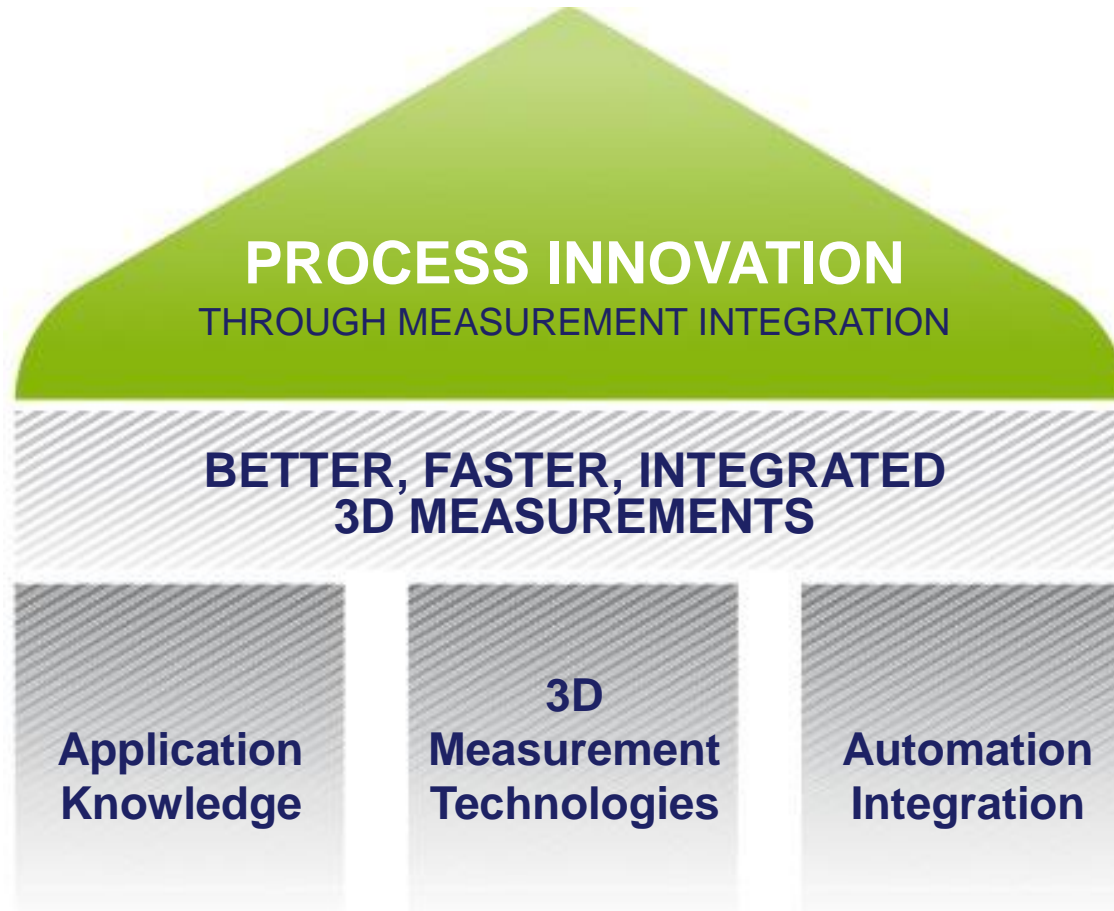 PROCESS INNOVATION
THROUGH MEASUREMENT INTEGRATION
BETTER, FASTER, INTEGRATED
3D MEASUREMENTS
Application
Knowledge
3D
Measurement
Technologies
Automation
Integration